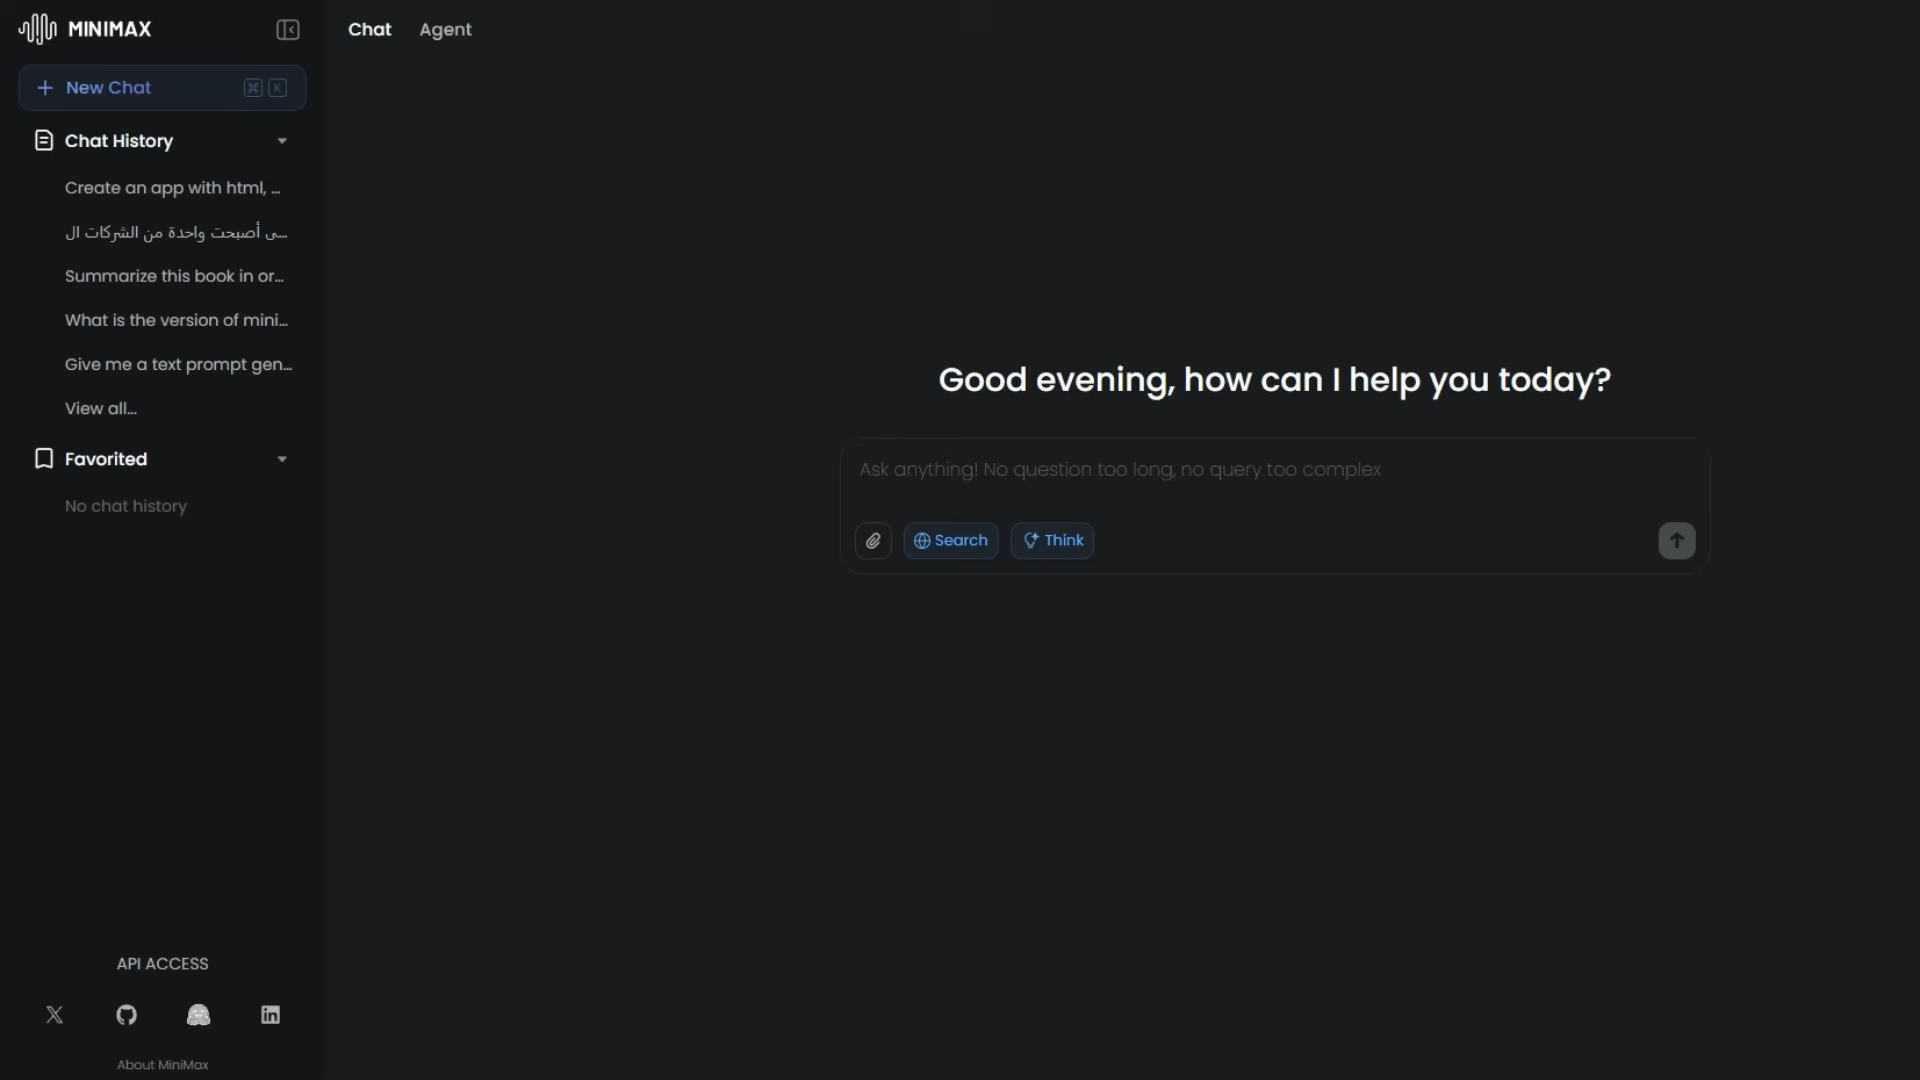 MINIMAX
Chat Agent
New Chat ⌘ K
Chat History
Create an app with html, ...
...ى أصبحت واحدة من الشركات ال
Summarize this book in or...
What is the version of mini...
Give me a text prompt gen...
View all...
Favorited
No chat history
Good evening, how can I help you today?
Ask anything! No question too long, no query too complex
Search Think
API ACCESS
About MiniMax